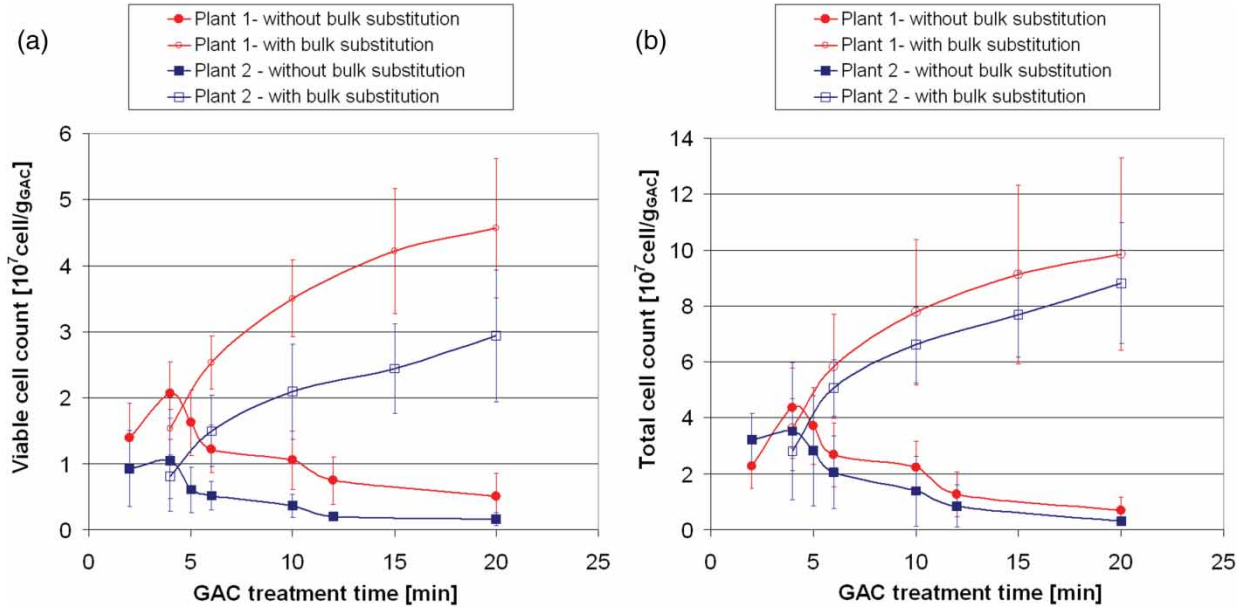 (a)
Plant 1- without bulk substitution
Plant 1- with bulk substitution
Plant 2 - without bulk substitution
Plant 2 - with bulk substitution
Viable cell count [10⁷cell/gGAC]
6
5
4
3
2
1
0
0 5 10 15 20 25
GAC treatment time [min]
(b)
Plant 1- without bulk substitution
Plant 1- with bulk substitution
Plant 2 - without bulk substitution
Plant 2 - with bulk substitution
Total cell count [10⁷cell/gGAC]
14
12
10
8
6
4
2
0
0 5 10 15 20 25
GAC treatment time [min]